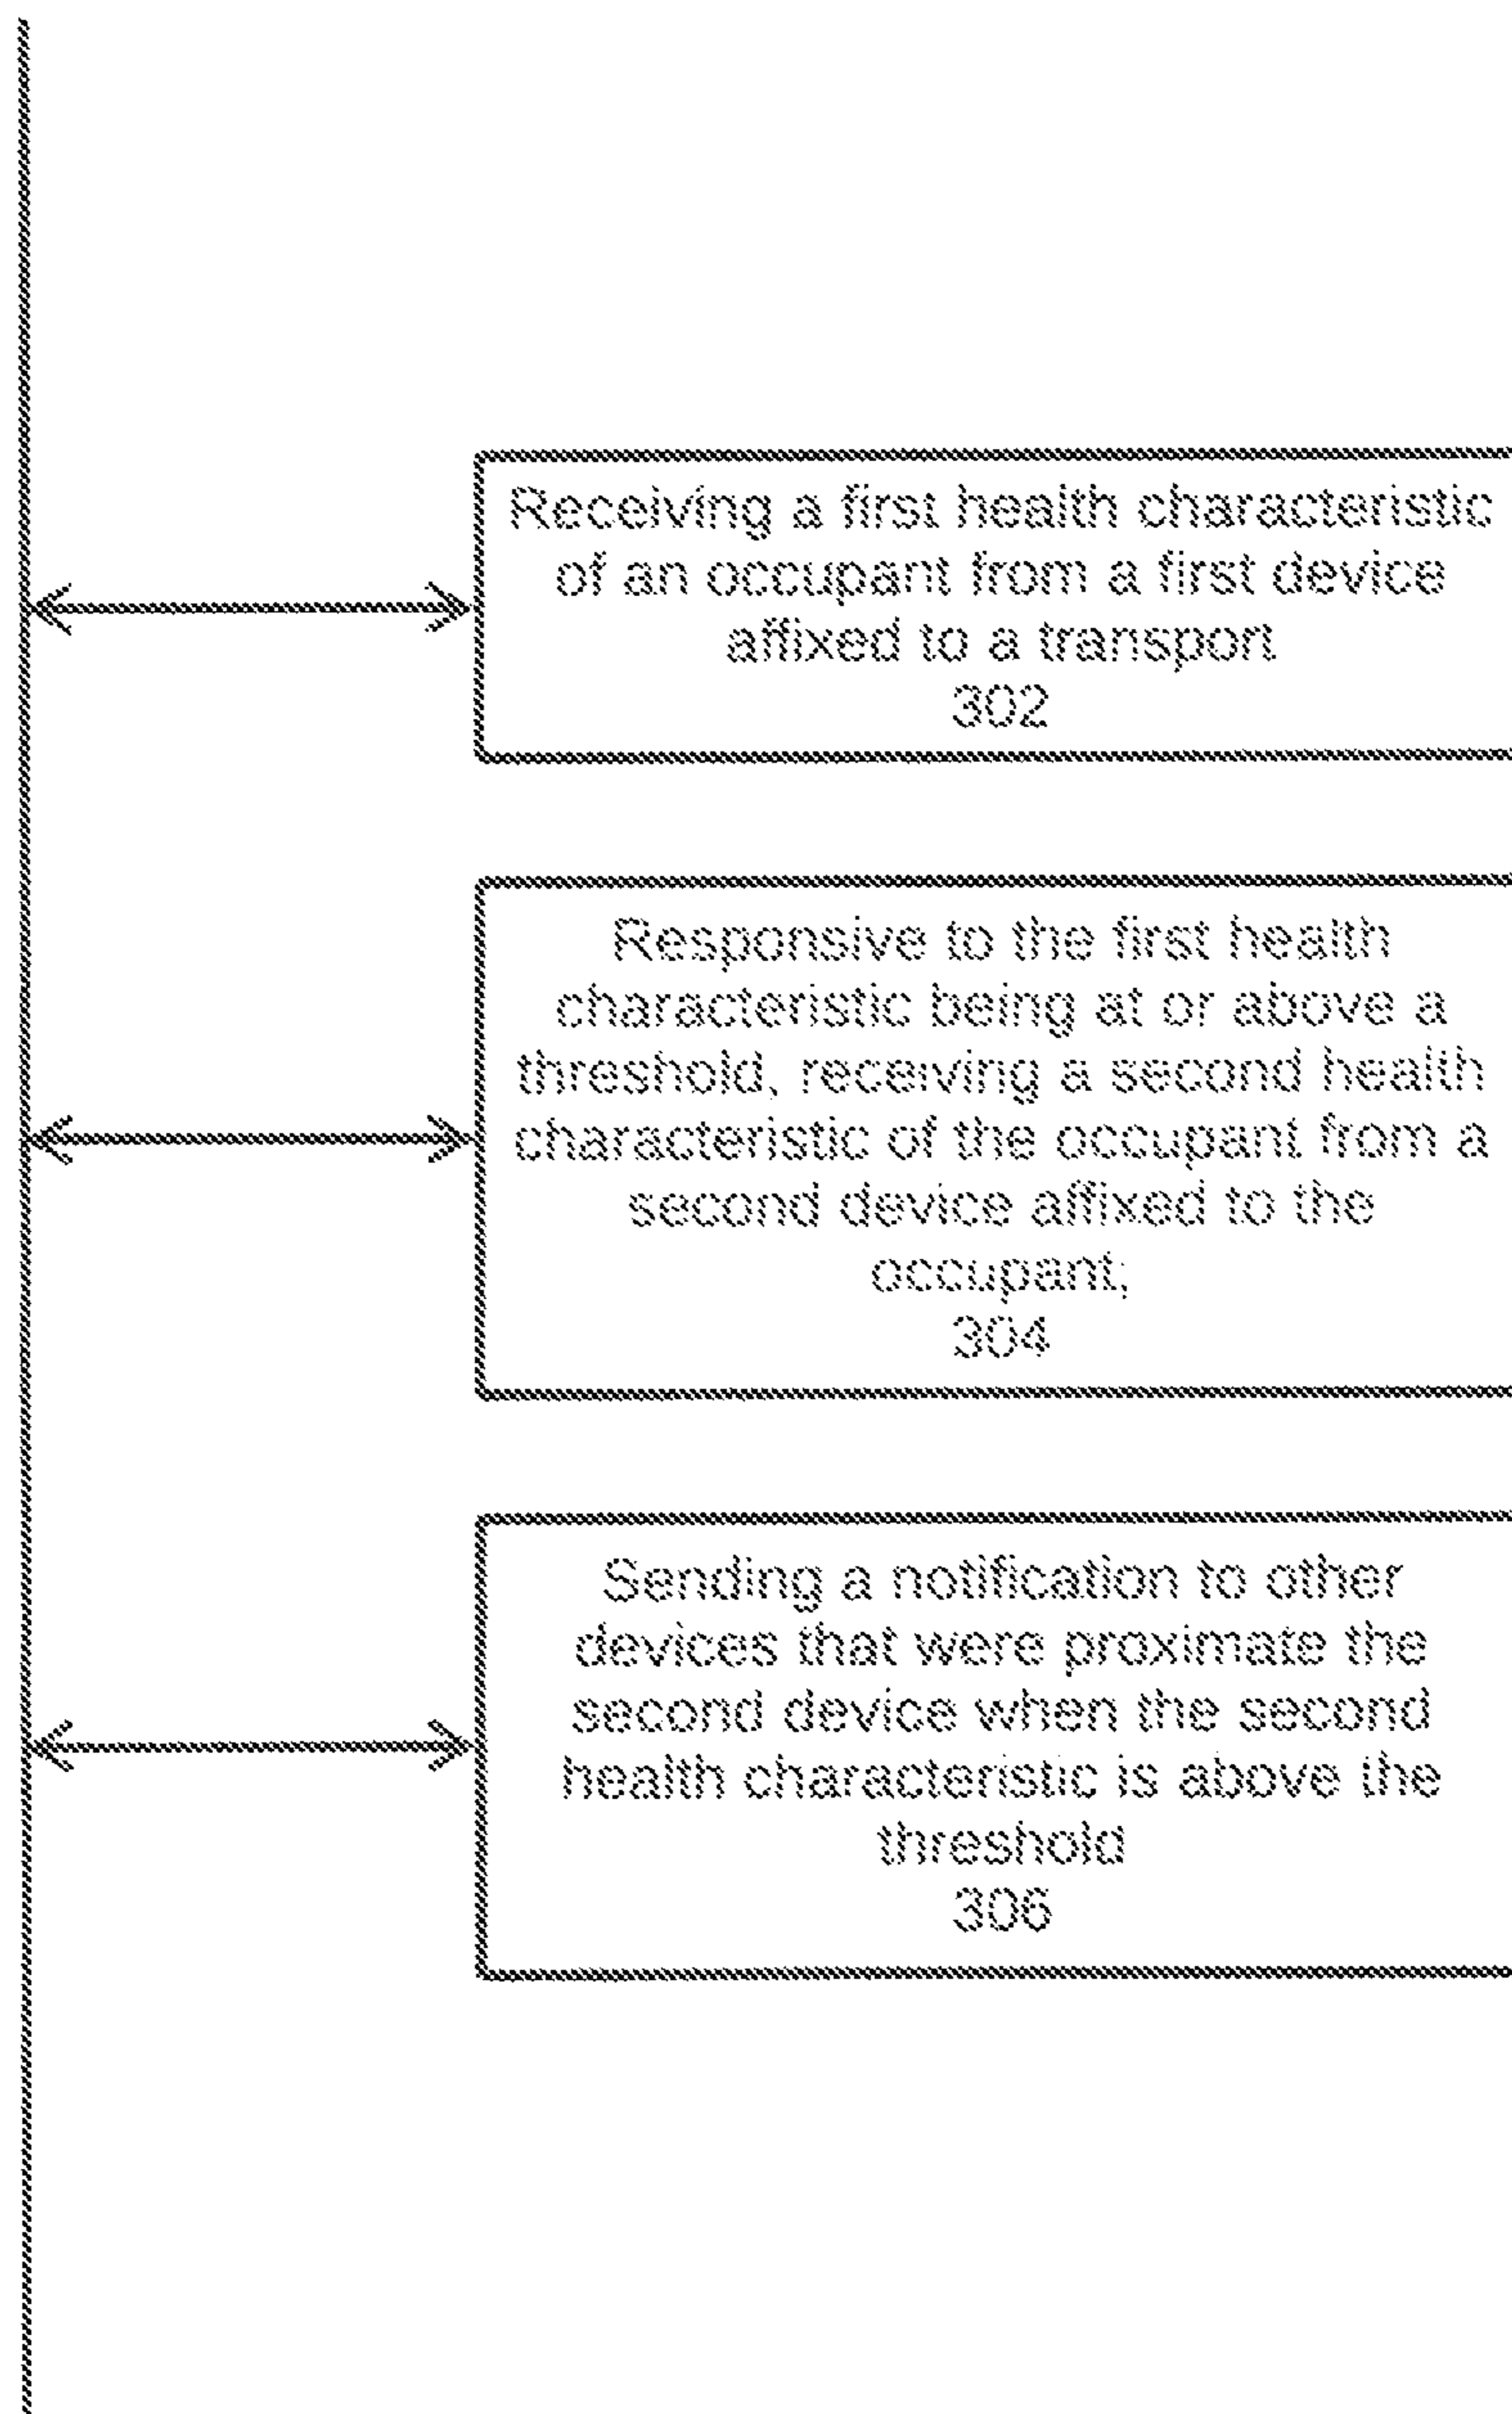 Receiving a first health characteristic
of an occupant from a first device
affixed to a transport
302
Responsive to the first health
characteristic being at or above a
threshold, receiving a second health
characteristic of the occupant from a
second device affixed to the
occupant;
304
Sending a notification to other
devices that were proximate the
second device when the second
health characteristic is above the
threshold
306